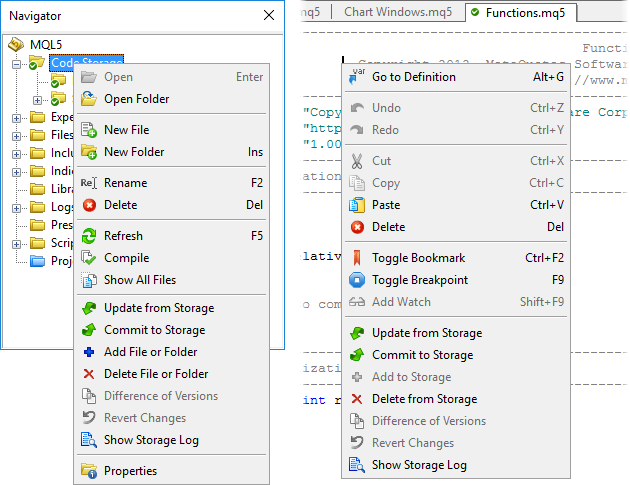 Navigator
MQL5
Code Storage
Expe
Files
Inclu
Indic
Libra
Logs
Pres
Scrip
Proj
Open Enter
Open Folder
New File
New Folder Ins
Rename F2
Delete Del
Refresh F5
Compile
Show All Files
Update from Storage
Commit to Storage
Add File or Folder
Delete File or Folder
Difference of Versions
Revert Changes
Show Storage Log
Properties
mq5 Chart Windows.mq5 Functions.mq5
Functi
Copyright 2012, MetaQuotes Softwar
//www.m
"Copy are Corp
"http
"1.00
ation
lativ
o com
izati
int r
Go to Definition Alt+G
Undo Ctrl+Z
Redo Ctrl+Y
Cut Ctrl+X
Copy Ctrl+C
Paste Ctrl+V
Delete Del
Toggle Bookmark Ctrl+F2
Toggle Breakpoint F9
Add Watch Shift+F9
Update from Storage
Commit to Storage
Add to Storage
Delete from Storage
Difference of Versions
Revert Changes
Show Storage Log